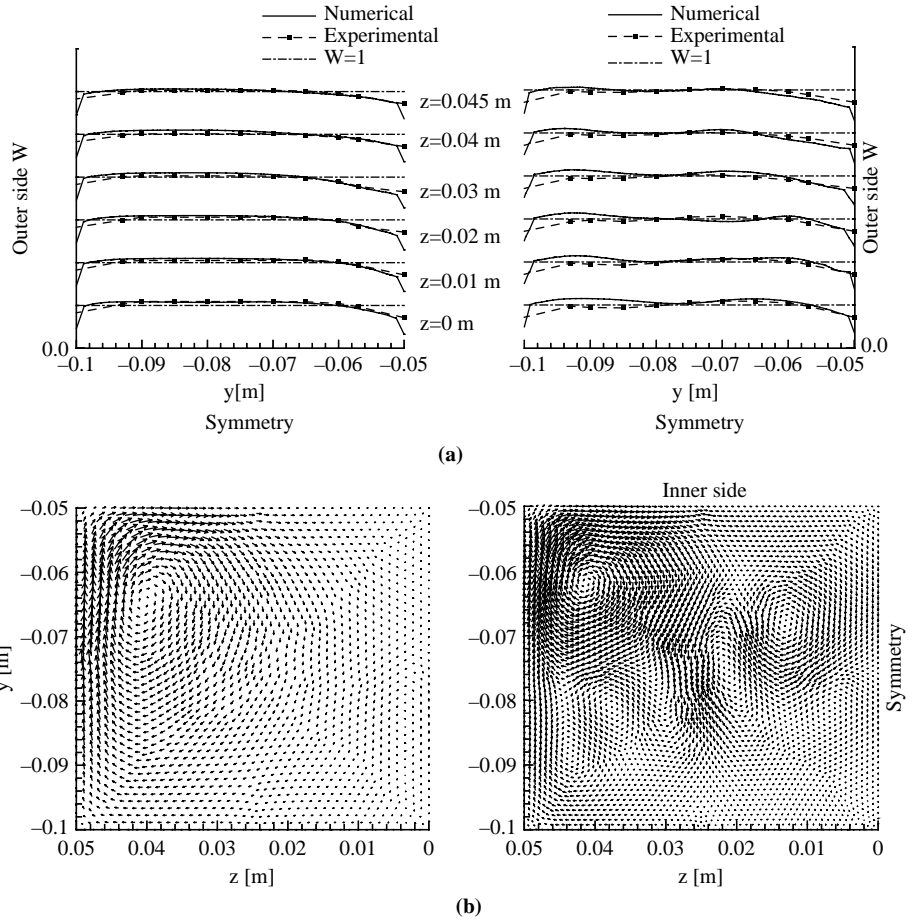 Numerical
Experimental
W=1
Numerical
Experimental
W=1
Outer side W
z=0.045 m
z=0.04 m
z=0.03 m
z=0.02 m
z=0.01 m
z=0 m
Outer side W
0.0
0.0
–0.1 –0.09 –0.08 –0.07 –0.06 –0.05
–0.1 –0.09 –0.08 –0.07 –0.06 –0.05
y[m]
y [m]
Symmetry
Symmetry
(a)
Inner side
–0.05
–0.06
–0.07
–0.08
–0.09
–0.1
y [m]
0.05 0.04 0.03 0.02 0.01 0
z [m]
–0.05
–0.06
–0.07
–0.08
–0.09
–0.1
Symmetry
0.05 0.04 0.03 0.02 0.01 0
z [m]
(b)